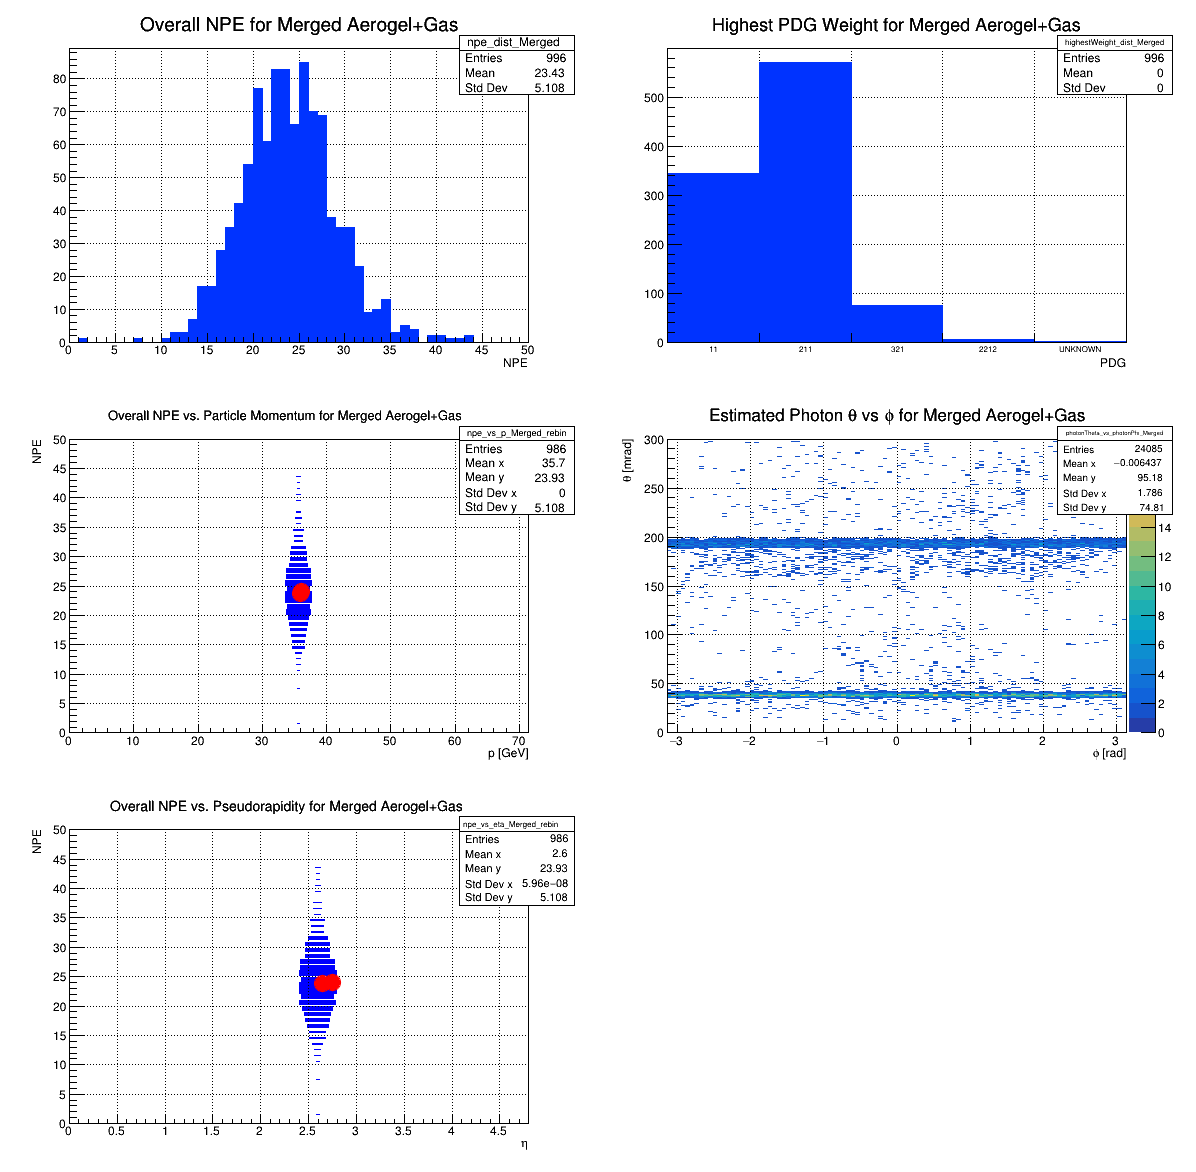 Overall NPE for Merged Aerogel+Gas
npe_dist_Merged
Entries 996
Mean 23.43
Std Dev 5.108
80
70
60
50
40
30
20
10
0
0 5 10 15 20 25 30 35 40 45 50
NPE
Highest PDG Weight for Merged Aerogel+Gas
highestWeight_dist_Merged
Entries 996
Mean 0
Std Dev 0
500
400
300
200
100
0
11 211 321 2212 UNKNOWN
PDG
Overall NPE vs. Particle Momentum for Merged Aerogel+Gas
npe_vs_p_Merged_rebin
Entries 986
Mean x 35.7
Mean y 23.93
Std Dev x 0
Std Dev y 5.108
NPE
50
45
40
35
30
25
20
15
10
5
0
0 10 20 30 40 50 60 70
p [GeV]
Estimated Photon θ vs ϕ for Merged Aerogel+Gas
photonTheta_vs_photonPhi_Merged
Entries 24085
Mean x −0.006437
Mean y 95.18
Std Dev x 1.786
Std Dev y 74.81
θ [mrad]
300
250
200
150
100
50
0
−3 −2 −1 0 1 2 3
ϕ [rad]
14
12
10
8
6
4
2
0
Overall NPE vs. Pseudorapidity for Merged Aerogel+Gas
npe_vs_eta_Merged_rebin
Entries 986
Mean x 2.6
Mean y 23.93
Std Dev x 5.96e−08
Std Dev y 5.108
NPE
50
45
40
35
30
25
20
15
10
5
0
0 0.5 1 1.5 2 2.5 3 3.5 4 4.5
η